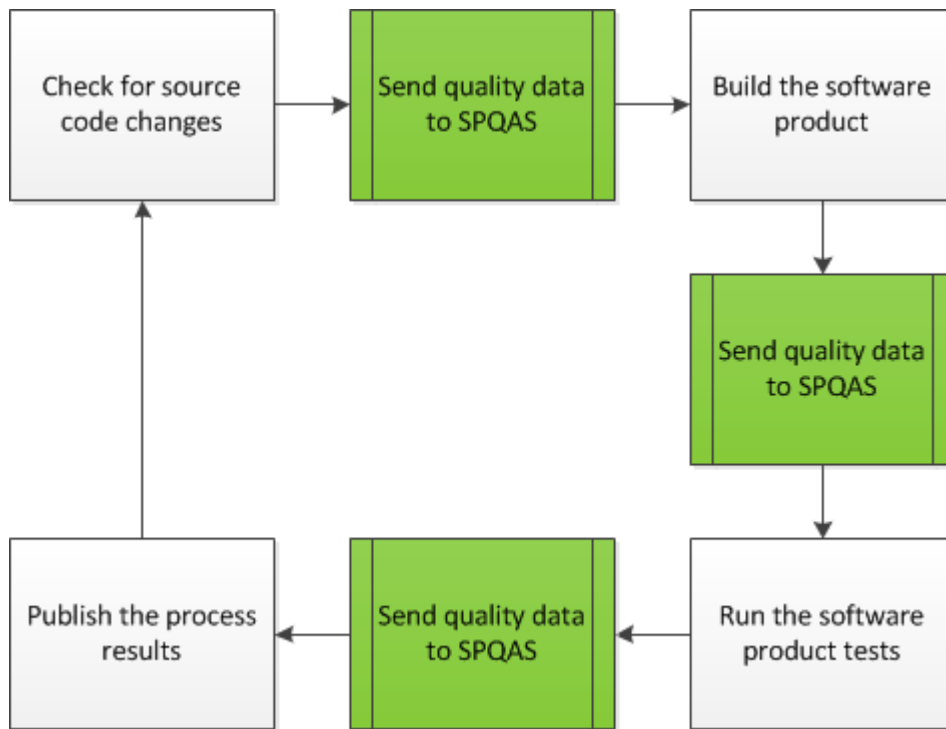 Check for source
code changes
Send quality data
to SPQAS
Build the software
product
Send quality data
to SPQAS
Run the software
product tests
Send quality data
to SPQAS
Publish the process
results